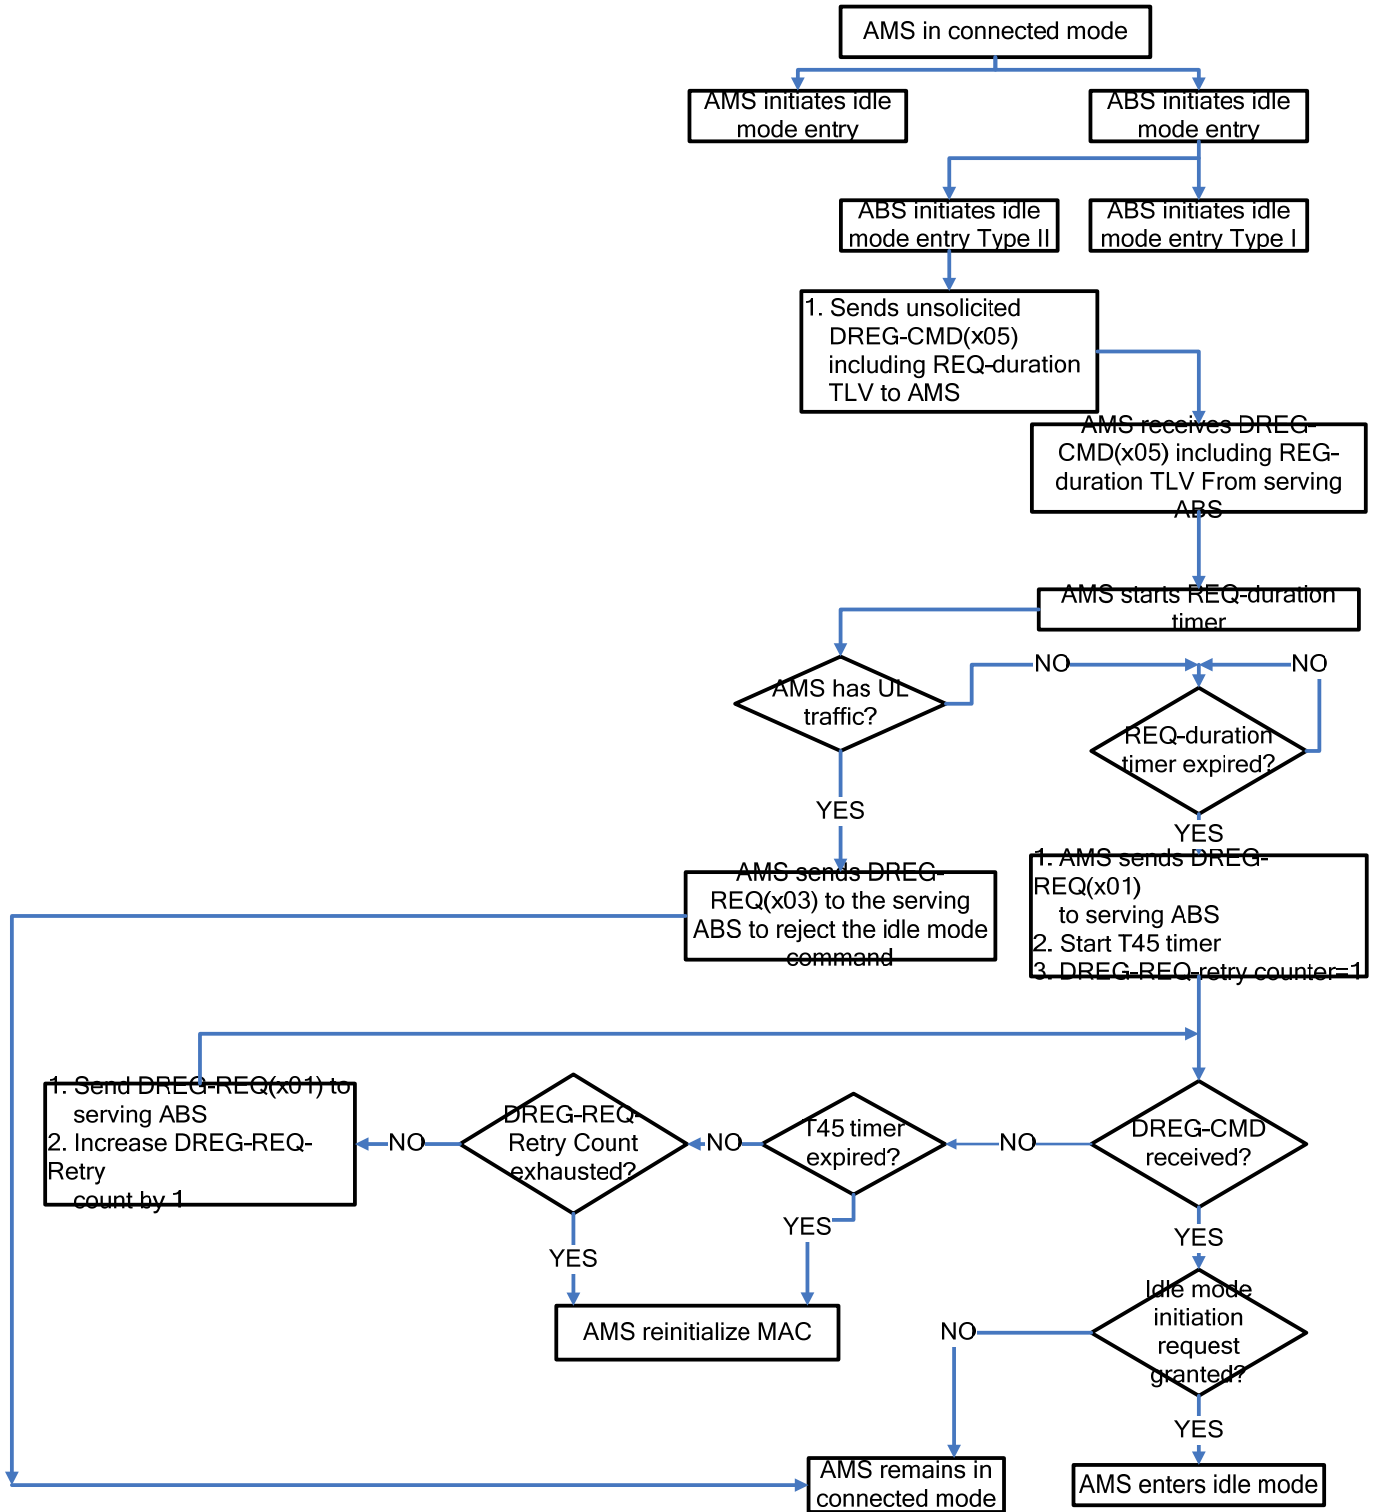 AMS in connected mode
AMS initiates idle
mode entry
ABS initiates idle
mode entry
ABS initiates idle
mode entry Type II
ABS initiates idle
mode entry Type I
1. Sends unsolicited
DREG-CMD(x05)
including REQ-duration
TLV to AMS
AMS receives DREG-
CMD(x05) including REG-
duration TLV From serving
ABS
AMS starts REQ-duration
timer
AMS has UL
traffic?
NO
NO
REQ-duration
timer expired?
YES
YES
AMS sends DREG-
REQ(x03) to the serving
ABS to reject the idle mode
command
1. AMS sends DREG-
REQ(x01)
to serving ABS
2. Start T45 timer
3. DREG-REQ-retry counter=1
1. Send DREG-REQ(x01) to
serving ABS
2. Increase DREG-REQ-
Retry
count by 1
NO
DREG-REQ-
Retry Count
exhausted?
NO
T45 timer
expired?
NO
DREG-CMD
received?
YES
YES
YES
AMS reinitialize MAC
Idle mode
initiation
request
granted?
NO
YES
AMS remains in
connected mode
AMS enters idle mode